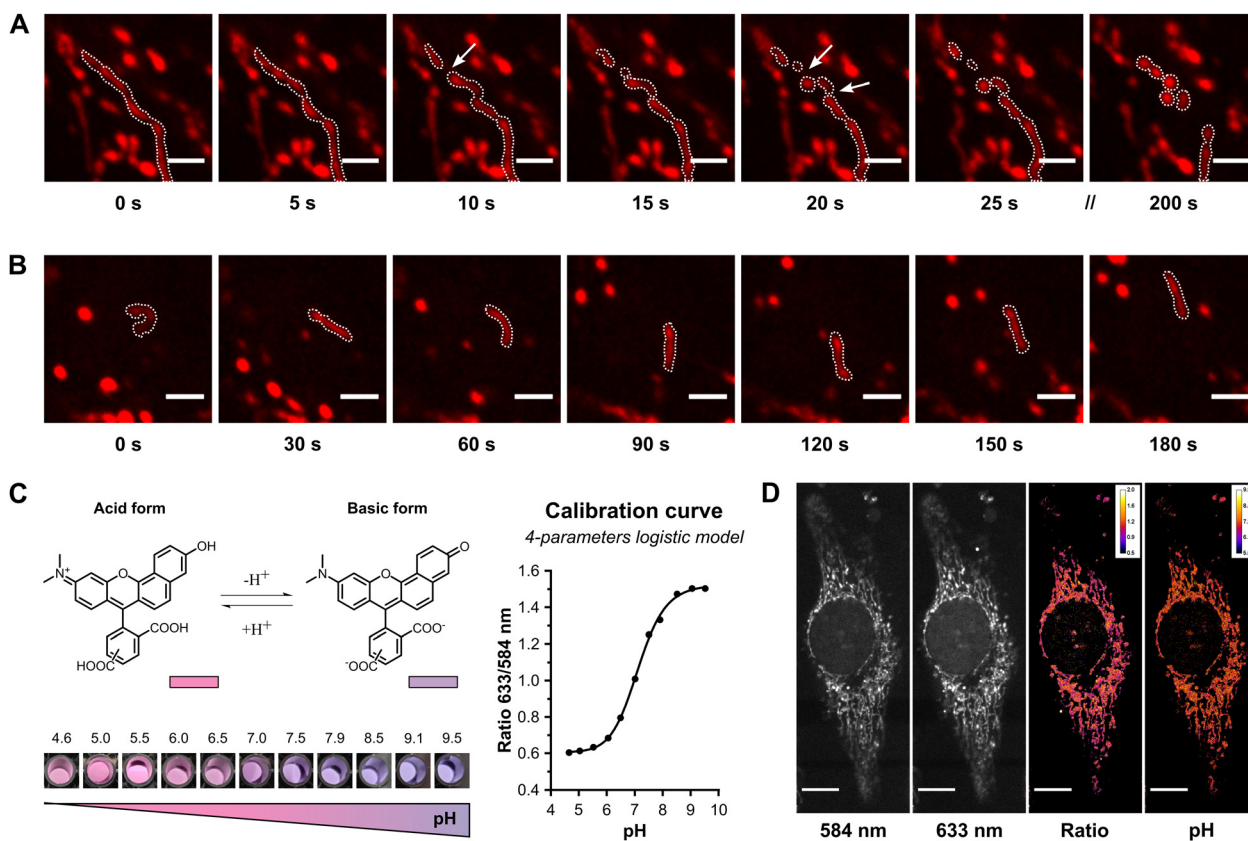 A
0 s 5 s 10 s 15 s 20 s 25 s // 200 s
B
0 s 30 s 60 s 90 s 120 s 150 s 180 s
C
Acid form Basic form
OH
N+
O
COOH
HOOC
-H+
+H+
O
N
O
COO-
-OOC
4.6 5.0 5.5 6.0 6.5 7.0 7.5 7.9 8.5 9.1 9.5
pH
Calibration curve
4-parameters logistic model
Ratio 633/584 nm
1.6
1.4
1.2
1.0
0.8
0.6
0.4
4 5 6 7 8 9 10
pH
D
2.0
1.6
1.2
0.9
0.5
584 nm 633 nm Ratio pH